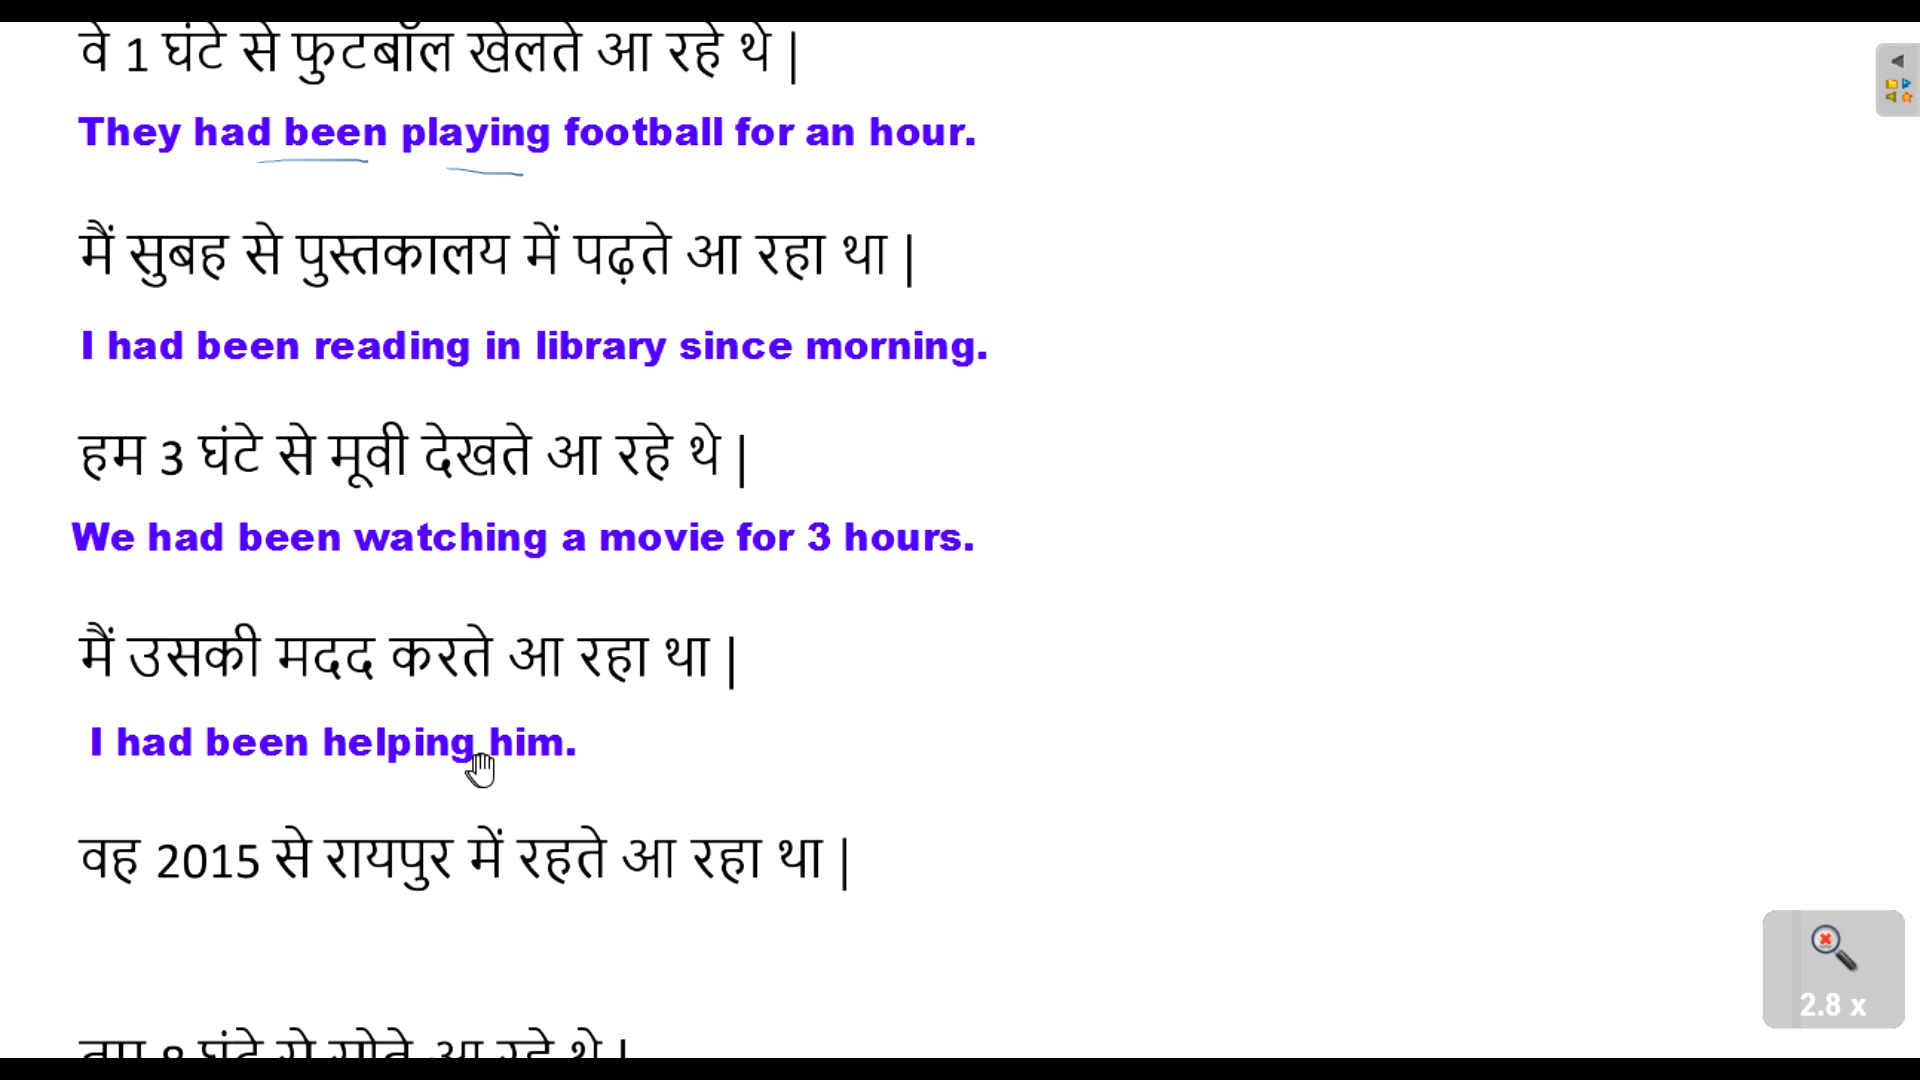 वे 1 घंटे से फुटबॉल खेलते आ रहे थे |
They had been playing football for an hour.
मैं सुबह से पुस्तकालय में पढ़ते आ रहा था |
I had been reading in library since morning.
हम 3 घंटे से मूवी देखते आ रहे थे |
We had been watching a movie for 3 hours.
मैं उसकी मदद करते आ रहा था |
I had been helping him.
वह 2015 से रायपुर में रहते आ रहा था |
2.8 x
तुम 8 घंटे से सोते आ रहे थे |